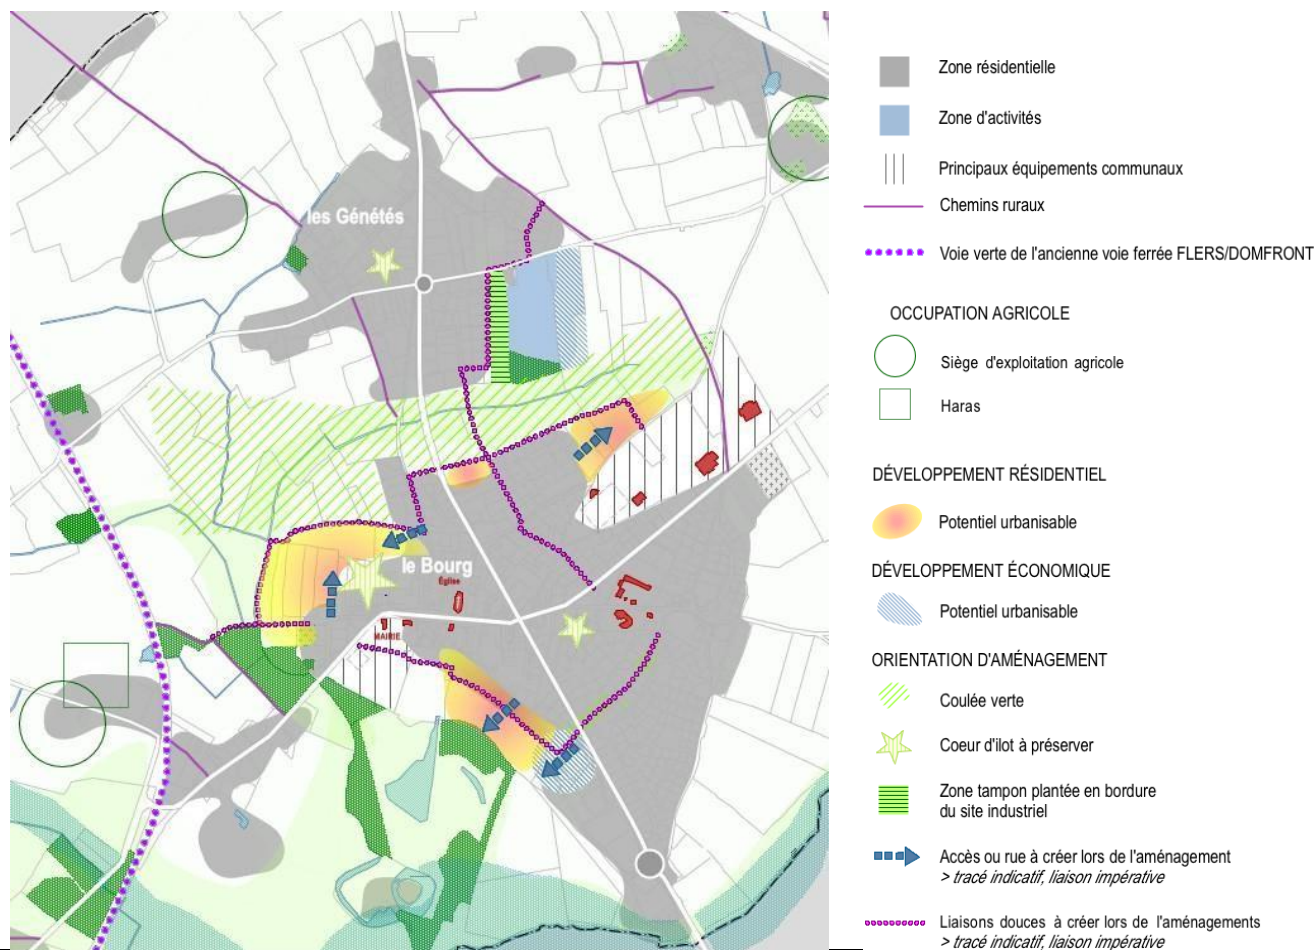 les Génétés
le Bourg
Église
MAIRIE
Zone résidentielle
Zone d'activités
Principaux équipements communaux
Chemins ruraux
Voie verte de l'ancienne voie ferrée FLERS/DOMFRONT
OCCUPATION AGRICOLE
Siège d'exploitation agricole
Haras
DÉVELOPPEMENT RÉSIDENTIEL
Potentiel urbanisable
DÉVELOPPEMENT ÉCONOMIQUE
Potentiel urbanisable
ORIENTATION D'AMÉNAGEMENT
Coulée verte
Coeur d'ilot à préserver
Zone tampon plantée en bordure
du site industriel
Accès ou rue à créer lors de l'aménagement
> tracé indicatif, liaison impérative
Liaisons douces à créer lors de l'aménagements
> tracé indicatif, liaison impérative